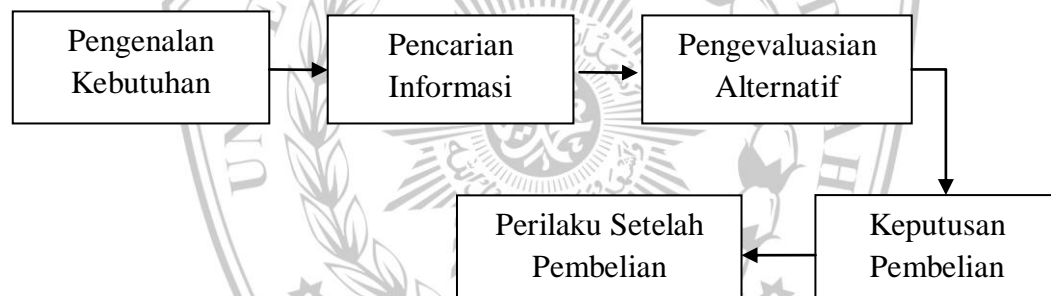 Pengenalan
Kebutuhan
Pencarian
Informasi
Pengevaluasian
Alternatif
Keputusan
Pembelian
Perilaku Setelah
Pembelian